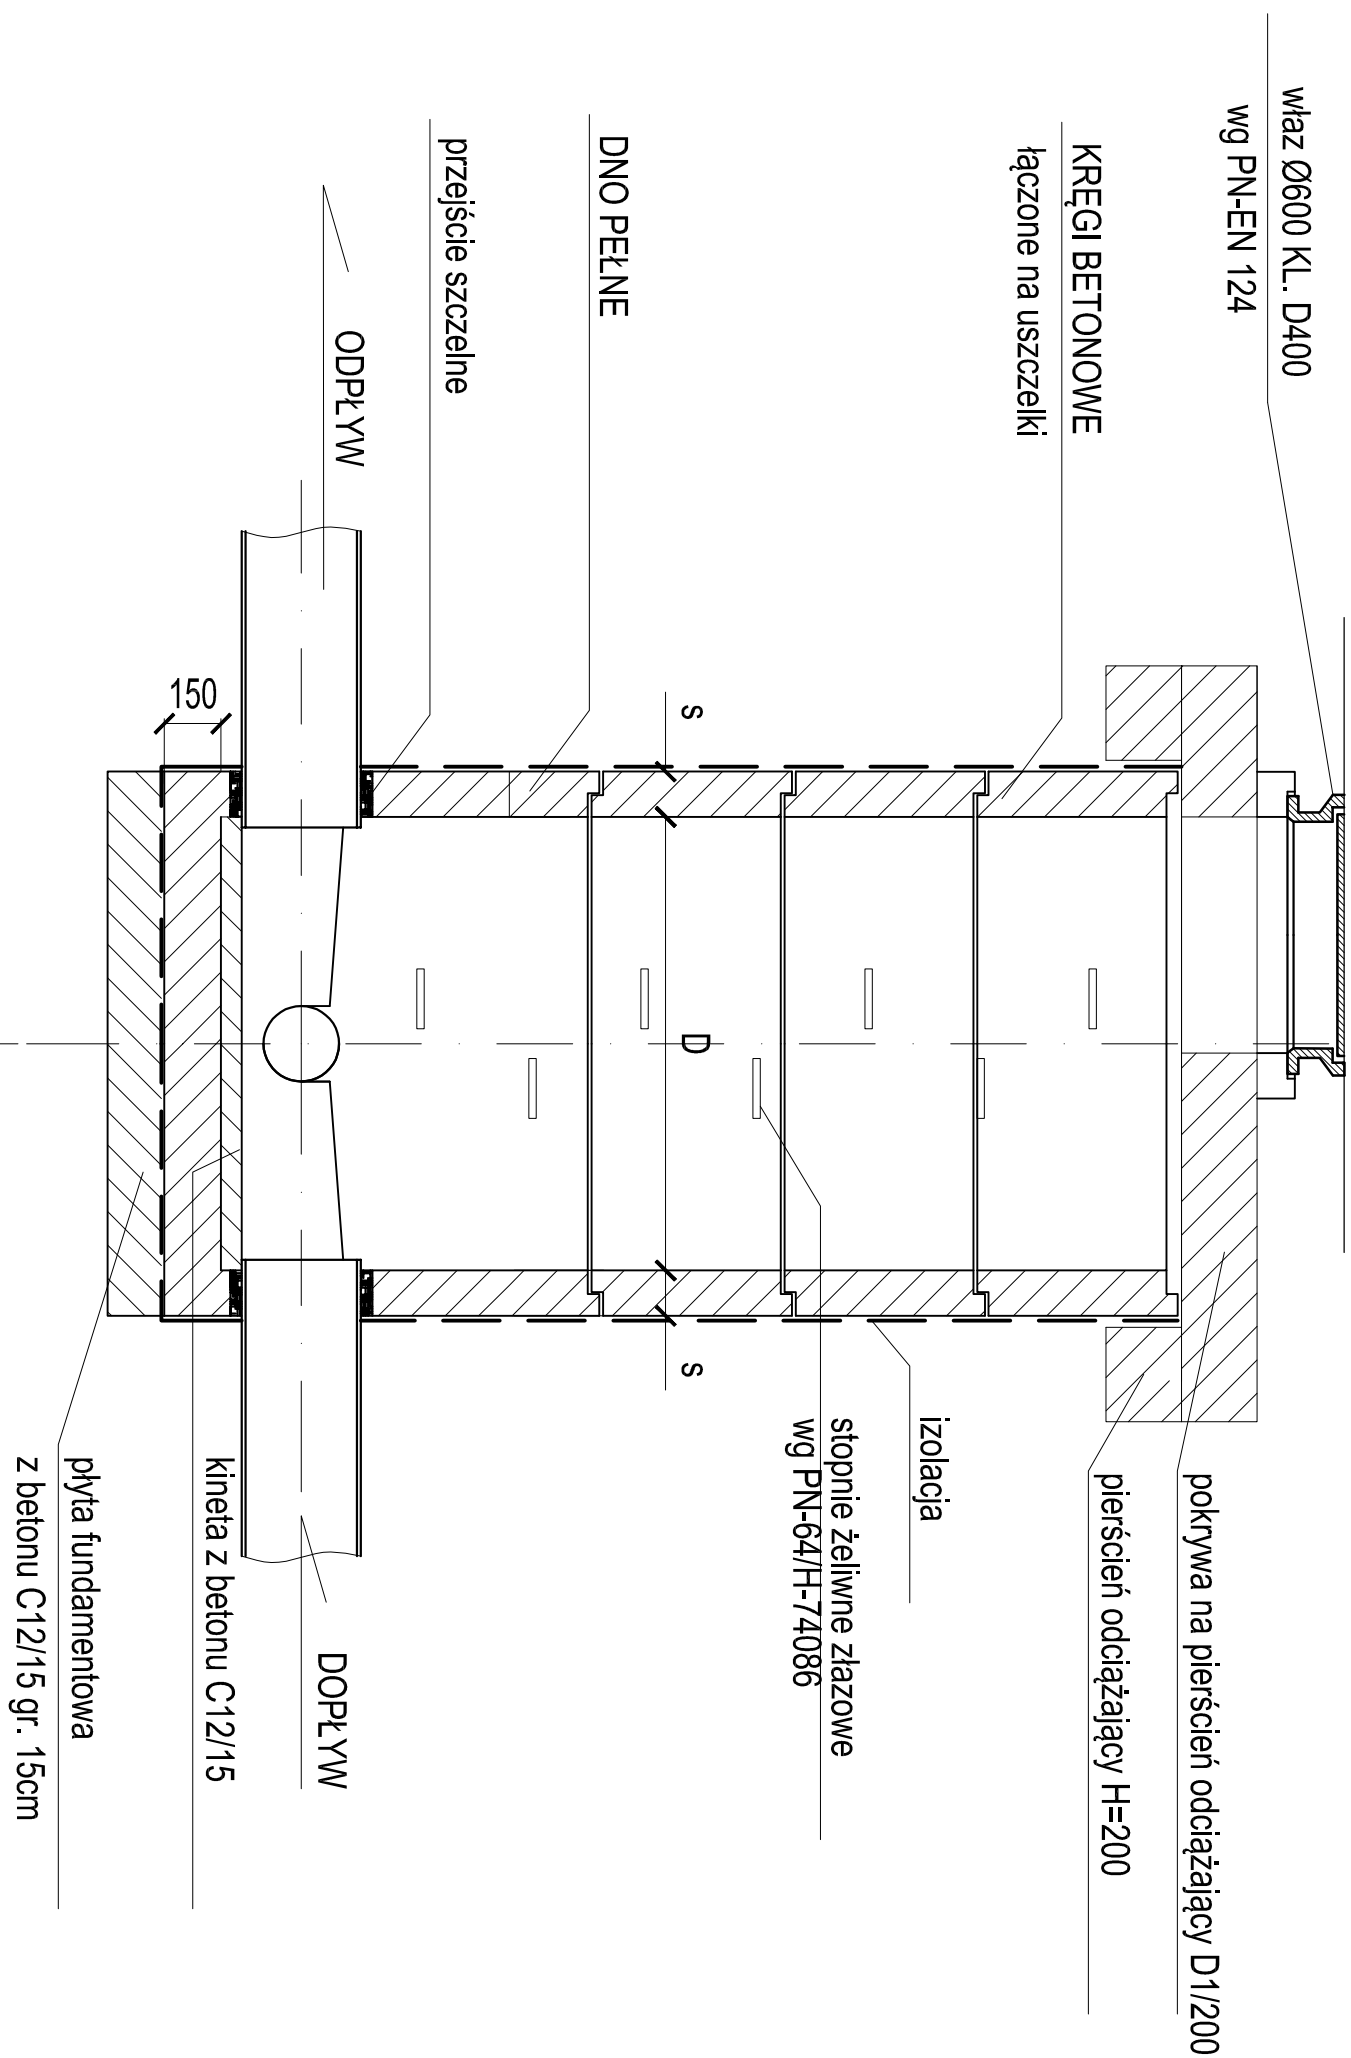 właz Ø600 KL. D400
wg PN-EN 124
KRĘGI BETONOWE
łączone na uszczelki
DNO PEŁNE
przejście szczelne
ODPŁYW
150
s
D
s
pokrywa na pierścień odciążający D1/200
pierścień odciążający H=200
izolacja
stopnie żeliwne złazowe
wg PN-64/H-74086
DOPŁYW
kineta z betonu C12/15
płyta fundamentowa
z betonu C12/15 gr. 15cm